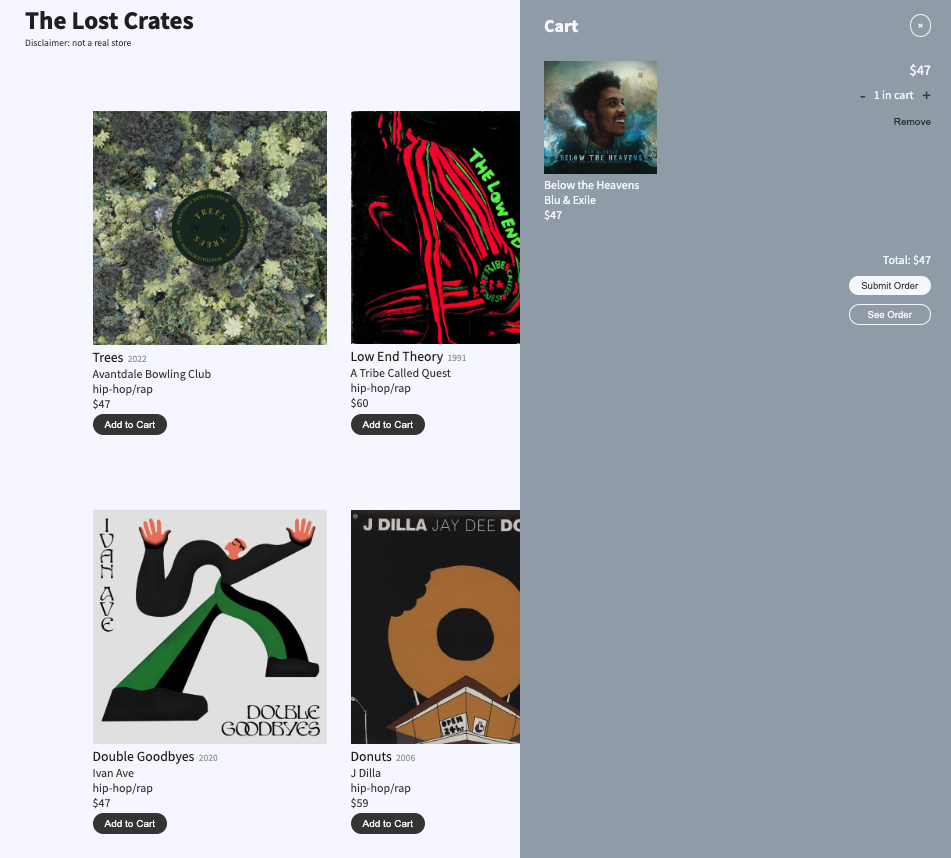 The Lost Crates
Disclaimer: not a real store
TREES
TREES
Trees 2022
Avantdale Bowling Club
hip-hop/rap
$47
Add to Cart
THE LOW END
Low End Theory 1991
A Tribe Called Quest
hip-hop/rap
$60
Add to Cart
IVAN AVE
DOUBLE
GOODBYES
Double Goodbyes 2020
Ivan Ave
hip-hop/rap
$47
Add to Cart
J DILLA JAY DEE DO
OPEN
24hr
Donuts 2006
J Dilla
hip-hop/rap
$59
Add to Cart
Cart
×
BLU & EXILE
BELOW THE HEAVENS
$47
- 1 in cart +
Remove
Below the Heavens
Blu & Exile
$47
Total: $47
Submit Order
See Order